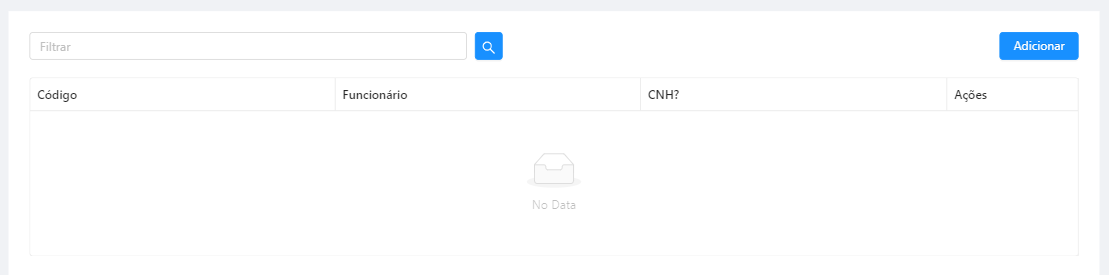 Filtrar
Adicionar
Código Funcionário CNH? Ações
No Data